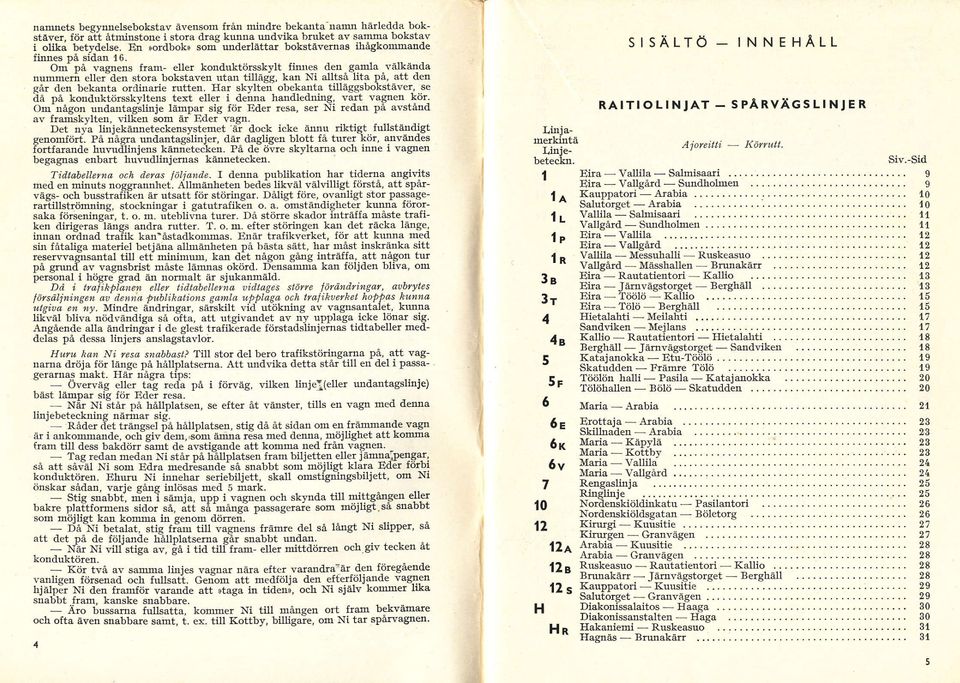 namnets begynnelsebokstav ävensom från mindre bekanta namn härledda bok-
stäver, för att åtminstone i stora drag kunna undvika bruket av samma bokstav
i olika betydelse. En »ordbok» som underlättar bokstävernas ihågkommande
finnes på sidan 16.
Om på vagnens fram- eller konduktörsskylt finnes den gamla välkända
nummern eller den stora bokstaven utan tillägg, kan Ni alltså lita på, att den
går den bekanta ordinarie rutten. Har skylten obekanta tilläggsbokstäver, se
då på konduktörsskyltens text eller i denna handledning, vart vagnen kör.
Om någon undantagslinje lämpar sig för Eder resa, ser Ni redan på avstånd
av framskylten, vilken som är Eder vagn.
Det nya linjekänneteckensystemet är dock icke ännu riktigt fullständigt
genomfört. På några undantagslinjer, där dagligen blott få turer kör, användes
fortfarande huvudlinjens kännetecken. På de övre skyltarna och inne i vagnen
begagnas enbart huvudlinjernas kännetecken.
Tidtabellerna och deras följande. I denna publikation har tiderna angivits
med en minuts noggrannhet. Allmänheten bedes likväl välvilligt förstå, att spår-
vägs- och busstrafiken är utsatt för störingar. Dåligt före, ovanligt stor passage-
rartillströmning, stockningar i gatutrafiken o. a. omständigheter kunna föror-
saka förseningar, t. o. m. uteblivna turer. Då större skador inträffa måste trafi-
ken dirigeras längs andra rutter. T. o. m. efter störingen kan det räcka länge,
innan ordnad trafik kan åstadkommas. Enär trafikverket, för att kunna med
sin fåtaliga materiel betjäna allmänheten på bästa sätt, har måst inskränka sitt
reservvagnsantal till ett minimum, kan det någon gång inträffa, att någon tur
på grund av vagnsbrist måste lämnas okörd. Densamma kan följden bliva, om
personal i högre grad än normalt är sjukanmäld.
Då i trafikplanen eller tidtabellerna vidtages större förändringar, avbrytes
försäljningen av denna publikations gamla upplaga och trafikverket hoppas kunna
utgiva en ny. Mindre ändringar, särskilt vid utökning av vagnsantalet, kunna
likväl bliva nödvändiga så ofta, att utgivandet av ny upplaga icke lönar sig.
Angående alla ändringar i de glest trafikerade förstadslinjernas tidtabeller med-
delas på dessa linjers anslagstavlor.
Huru kan Ni resa snabbast? Till stor del bero trafikstöringarna på, att vag-
narna dröja för länge på hållplatserna. Att undvika detta står till en del i passa-
gerarnas makt. Här några tips:
— Överväg eller tag reda på i förväg, vilken linje (eller undantagslinje)
bäst lämpar sig för Eder resa.
— När Ni står på hållplatsen, se efter åt vänster, tills en vagn med denna
linjebeteckning närmar sig.
— Råder det trängsel på hållplatsen, stig då åt sidan om en främmande vagn
är i ankommande, och giv dem, som ämna resa med denna, möjlighet att komma
fram till dess bakdörr samt de avstigande att komma ned från vagnen.
— Tag redan medan Ni står på hållplatsen fram biljetten eller jämna pengar,
så att såväl Ni som Edra medresande så snabbt som möjligt klara Eder förbi
konduktören. Ehuru Ni innehar seriebiljett, skall omstigningsbiljett, om Ni
önskar sådan, varje gång inlösas med 5 mark.
— Stig snabbt, men i sämja, upp i vagnen och skynda till mittgången eller
bakre plattformens sidor så, att så många passagerare som möjligt så snabbt
som möjligt kan komma in genom dörren.
— Då Ni betalat, stig fram till vagnens främre del så långt Ni slipper, så
att det på de följande hållplatserna går snabbt undan.
— När Ni vill stiga av, gå i tid till fram- eller mittdörren och giv tecken åt
konduktören.
— Kör två av samma linjes vagnar nära efter varandra är den föregående
vanligen försenad och fullsatt. Genom att medfölja den efterföljande vagnen
hjälper Ni den framför eller att »taga in tiden», och Ni själv kommer lika
snabbt fram, kanske snabbare.
— Äro bussarna fullsatta, kommer Ni till mången ort fram bekvämare
och ofta även snabbare samt, t. ex. till Kottby, billigare, om Ni tar spårvagnen.
4
SISÄLTÖ — INNEHÅLL
RAITIOLINJAT — SPÅRVÄGSLINJER
Linja-
merkintä
Linje-
beteckn.
Ajoreitti — Körrutt.
Siv.-Sid
1 Eira — Vallila — Salmisaari 9
Eira — Vallgård — Sundholmen 9
1A Kauppatori — Arabia 10
Salutorget — Arabia 10
1L Vallila — Salmisaari 11
Vallgård — Sundholmen 11
1P Eira — Vallila 12
Eira — Vallgård 12
1R Vallila — Messuhalli — Ruskeasuo 12
Vallgård — Mässhallen — Brunakärr 12
3B Eira — Rautatientori — Kallio 13
Eira — Järnvägstorget — Berghäll 13
3T Eira — Töölö — Kallio 15
Eira — Tölö — Berghäll 15
4 Hietalahti — Meilahti 17
Sandviken — Mejlans 17
4B Kallio — Rautatientori — Hietalahti 18
Berghäll — Järnvägstorget — Sandviken 18
5 Katajanokka — Etu-Töölö 19
Skatudden — Främre Tölö 19
5F Töölön halli — Pasila — Katajanokka 20
Tölöhallen — Böle — Skatudden 20
6 Maria — Arabia 21
6E Erottaja — Arabia 23
Skillnaden — Arabia 23
6K Maria — Käpylä 23
Maria — Kottby 23
6V Maria — Vallila 24
Maria — Vallgård 24
7 Rengaslinja 25
Ringlinje 25
10 Nordenskiöldinkatu — Pasilantori 26
Nordenskiöldsgatan — Böletorg 26
12 Kirurgi — Kuusitie 27
Kirurgen — Granvägen 27
12A Arabia — Kuusitie 28
Arabia — Granvägen 28
12B Ruskeasuo — Rautatientori — Kallio 28
Brunakärr — Järnvägstorget — Berghäll 28
12S Kauppatori — Kuusitie 29
Salutorget — Granvägen 29
H Diakonissalaitos — Haaga 30
Diakonissanstalten — Haga 30
HR Hakaniemi — Ruskeasuo 31
Hagnäs — Brunakärr 31
5